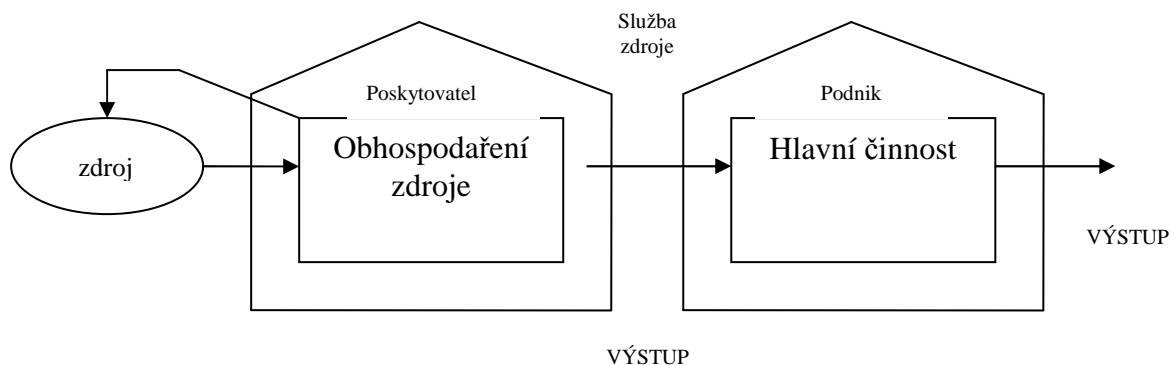 Služba
zdroje
Poskytovatel
Podnik
zdroj
Obhospodaření
zdroje
Hlavní činnost
VÝSTUP
VÝSTUP